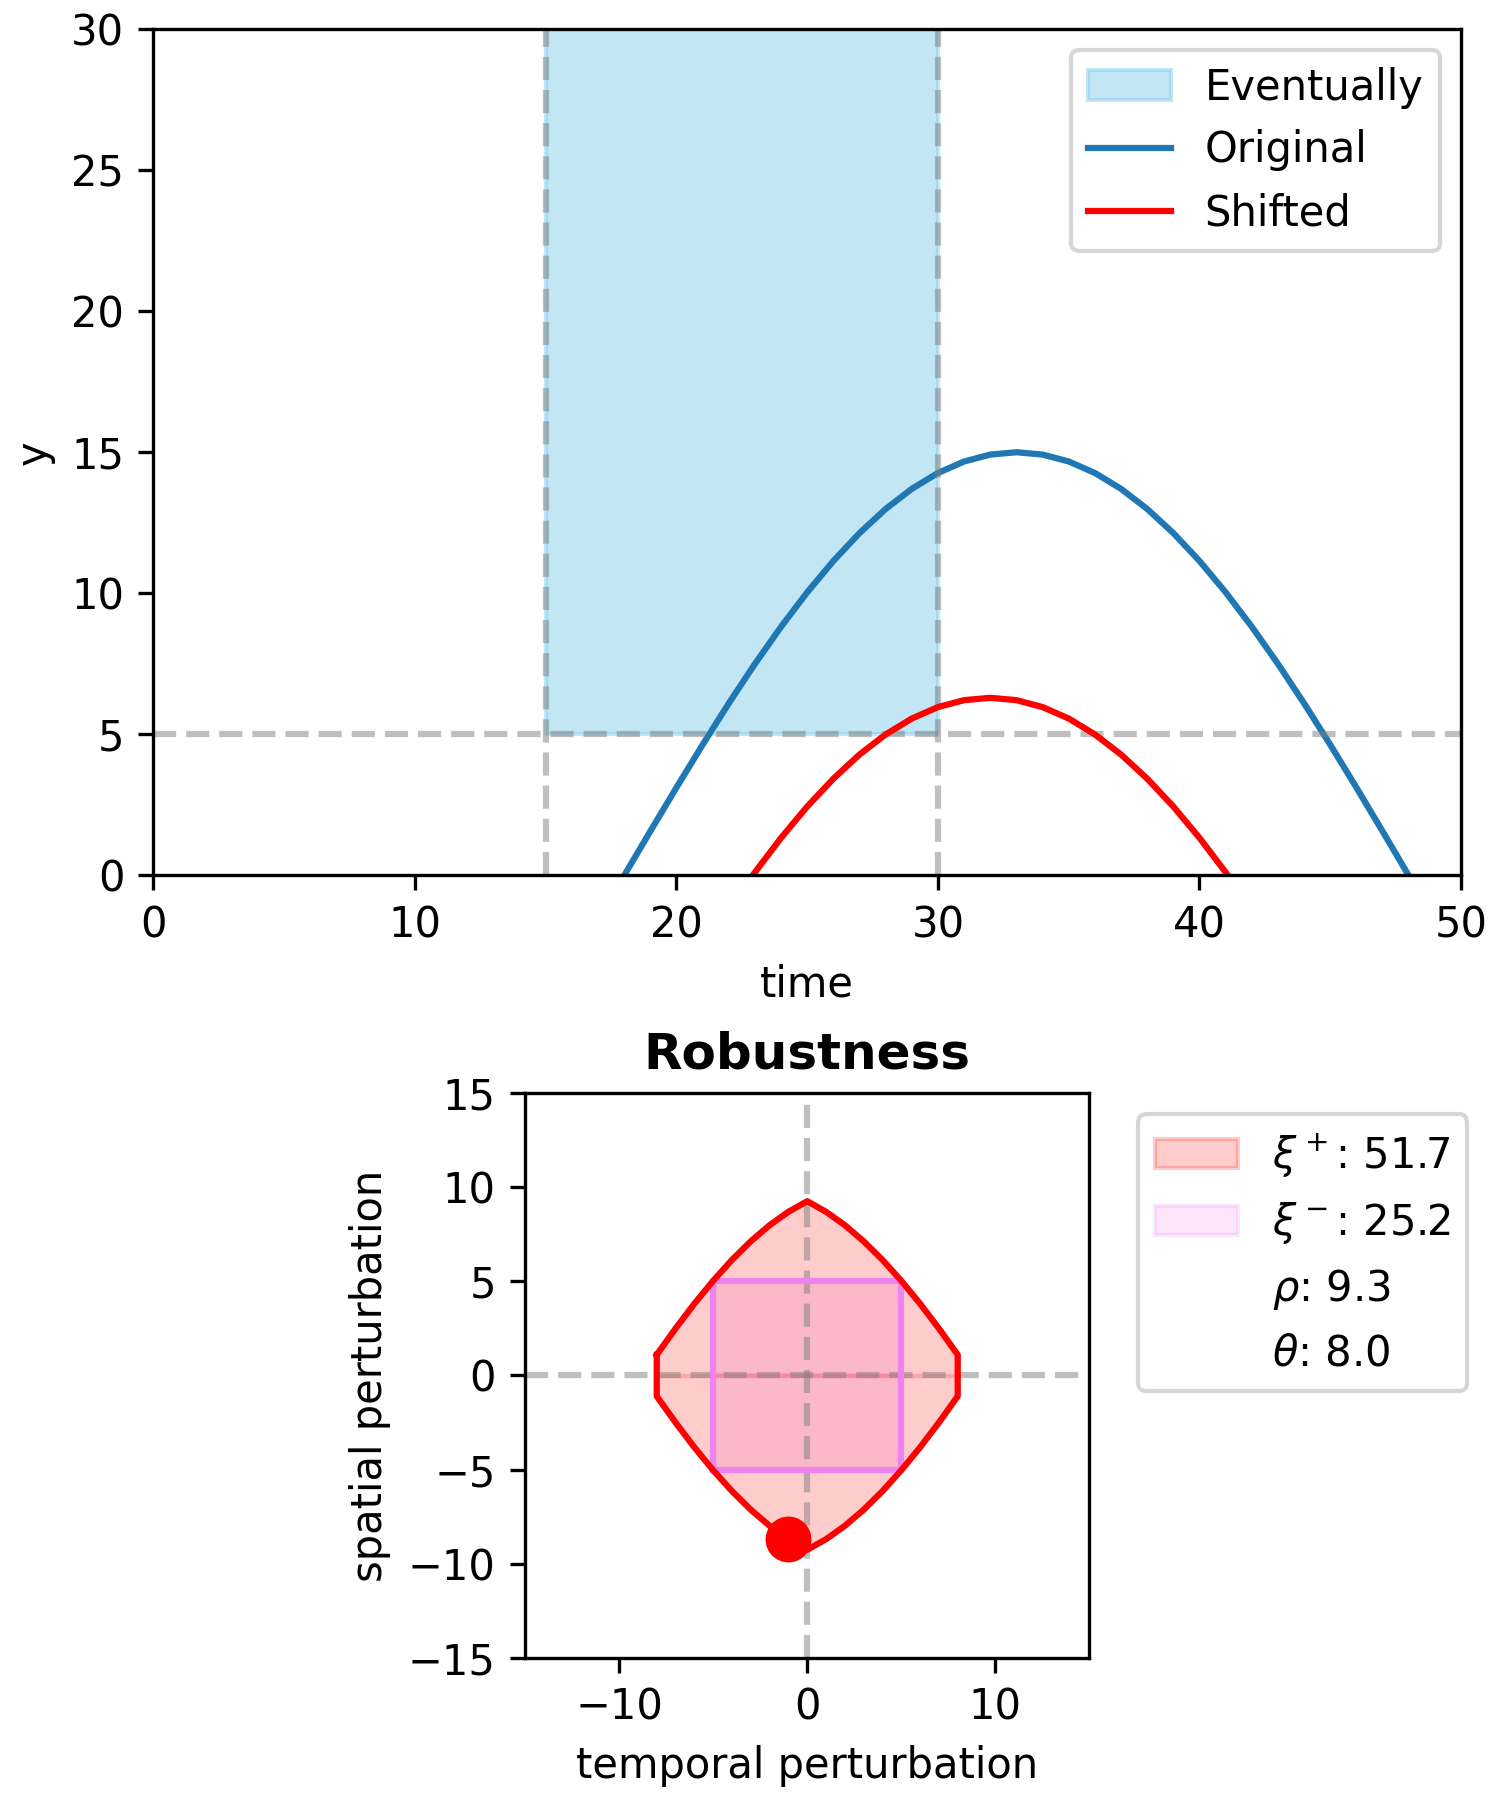 30
25
20
15
10
5
0
y
0 10 20 30 40 50
time
Eventually
Original
Shifted
Robustness
15
10
5
0
−5
−10
−15
spatial perturbation
−10 0 10
temporal perturbation
ξ⁺: 51.7
ξ⁻: 25.2
ρ: 9.3
θ: 8.0